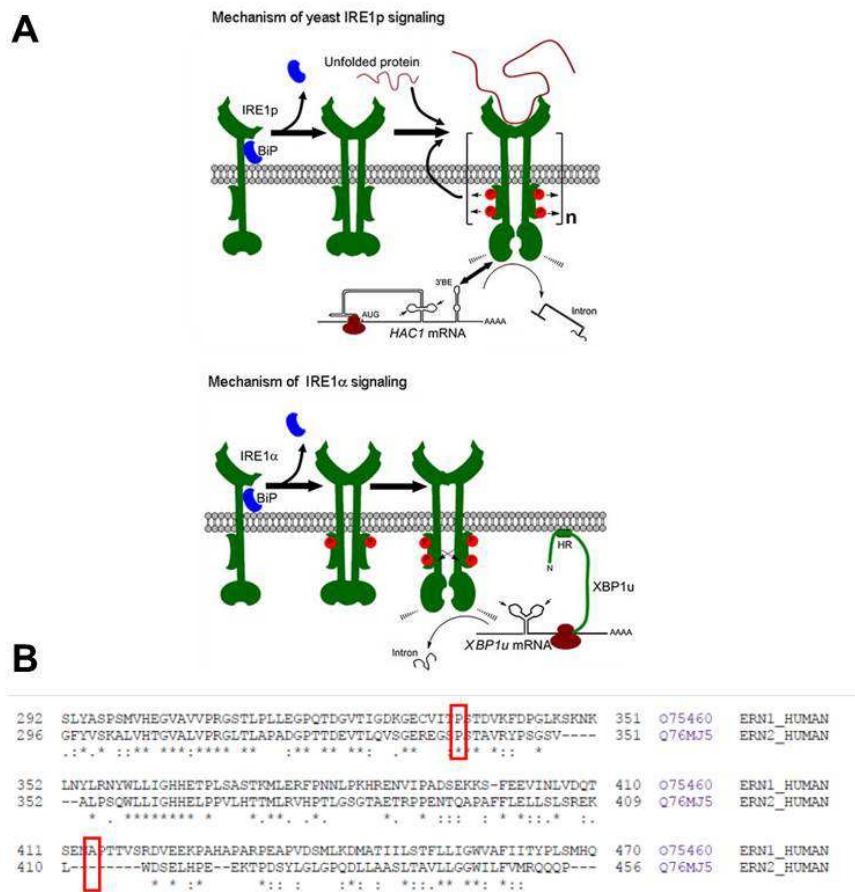 A
Mechanism of yeast IRE1p signaling
Unfolded protein
IRE1p
BiP
n
3'BE
AUG
HAC1 mRNA
AAAA
Intron
Mechanism of IRE1α signaling
IRE1α
BiP
HR
N
XBP1u
AAAA
XBP1u mRNA
Intron
B
292 SLYASPSMVHEGVAVVPRGSTLPLLEGPQTDGVTIGDKGECVITPSTDVKFDPGLKSKNK 351 O75460 ERN1_HUMAN
296 GFYVSKALVHTGVALVPRGLTLAPADGPTTDEVTLQVSGEREGSPSTAVRYPSGSV---- 351 Q76MJ5 ERN2_HUMAN
352 LNYLRNYWLLIGHHETPLSASTKMLERFPNNLPKHRENVIPADSEKKS-FEEVINLVDQT 410 O75460 ERN1_HUMAN
352 --ALPSQWLLIGHHELPPVLHTTMLRVHPTLGSGTAETRPPENTQAPAFFLELLSLSREK 409 Q76MJ5 ERN2_HUMAN
411 SENAPTTVSRDVEEKPAHAPARPEAPVDSMLKDMATIILSTFLLIGWVAFIITYPLSMHQ 470 O75460 ERN1_HUMAN
410 L-------WDSELHPE--EKTPDSYLGLGPQDLLAASLTAVLLGGWILFVMRQQQP---- 456 Q76MJ5 ERN2_HUMAN